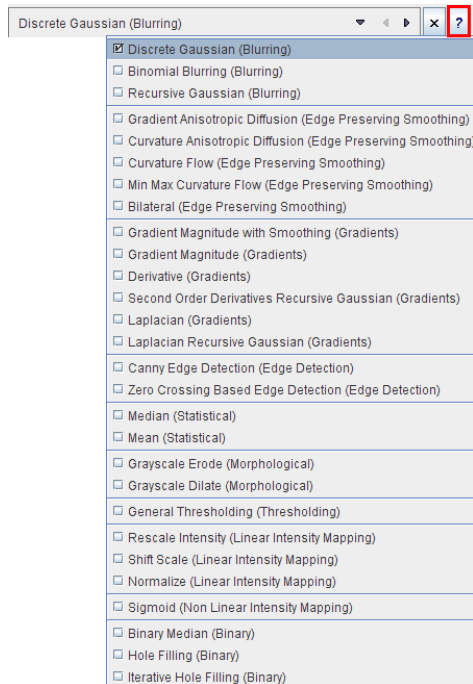 Discrete Gaussian (Blurring) × ?
Discrete Gaussian (Blurring)
Binomial Blurring (Blurring)
Recursive Gaussian (Blurring)
Gradient Anisotropic Diffusion (Edge Preserving Smoothing)
Curvature Anisotropic Diffusion (Edge Preserving Smoothing)
Curvature Flow (Edge Preserving Smoothing)
Min Max Curvature Flow (Edge Preserving Smoothing)
Bilateral (Edge Preserving Smoothing)
Gradient Magnitude with Smoothing (Gradients)
Gradient Magnitude (Gradients)
Derivative (Gradients)
Second Order Derivatives Recursive Gaussian (Gradients)
Laplacian (Gradients)
Laplacian Recursive Gaussian (Gradients)
Canny Edge Detection (Edge Detection)
Zero Crossing Based Edge Detection (Edge Detection)
Median (Statistical)
Mean (Statistical)
Grayscale Erode (Morphological)
Grayscale Dilate (Morphological)
General Thresholding (Thresholding)
Rescale Intensity (Linear Intensity Mapping)
Shift Scale (Linear Intensity Mapping)
Normalize (Linear Intensity Mapping)
Sigmoid (Non Linear Intensity Mapping)
Binary Median (Binary)
Hole Filling (Binary)
Iterative Hole Filling (Binary)